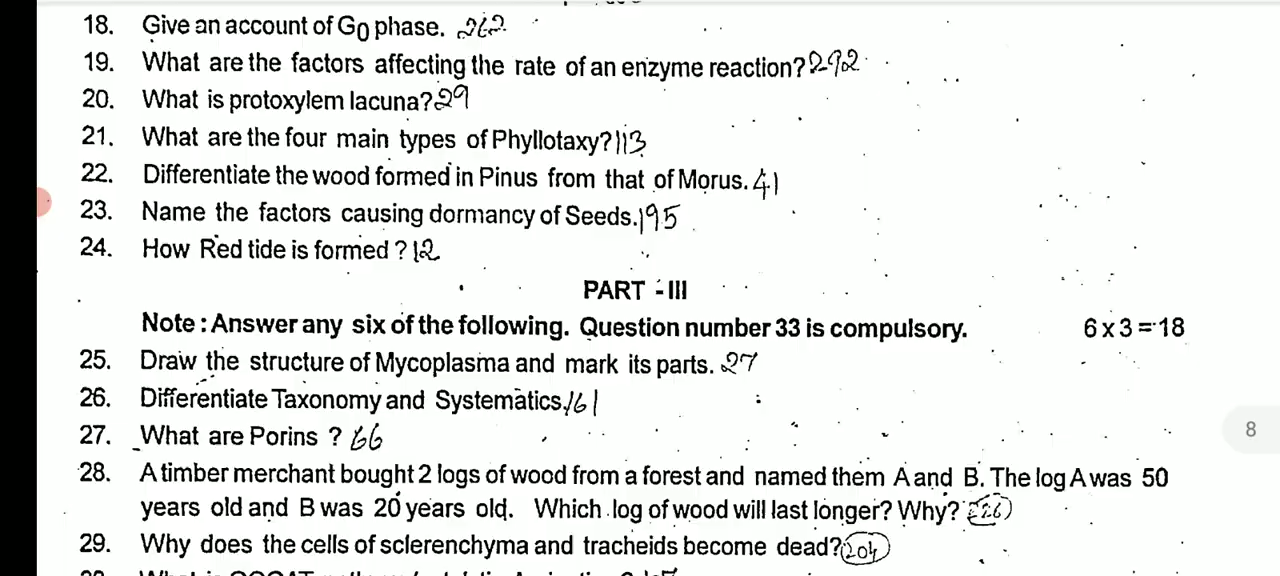 18. Give an account of G0 phase. 262
19. What are the factors affecting the rate of an enzyme reaction? 292
20. What is protoxylem lacuna? 29
21. What are the four main types of Phyllotaxy? 113
22. Differentiate the wood formed in Pinus from that of Morus. 41
23. Name the factors causing dormancy of Seeds. 195
24. How Red tide is formed ? 12
PART - III
Note : Answer any six of the following. Question number 33 is compulsory. 6 x 3 = 18
25. Draw the structure of Mycoplasma and mark its parts. 27
26. Differentiate Taxonomy and Systematics. 161
27. What are Porins ? 66
8
28. A timber merchant bought 2 logs of wood from a forest and named them A and B. The log A was 50
years old and B was 20 years old. Which log of wood will last longer? Why? 226
29. Why does the cells of sclerenchyma and tracheids become dead? 204